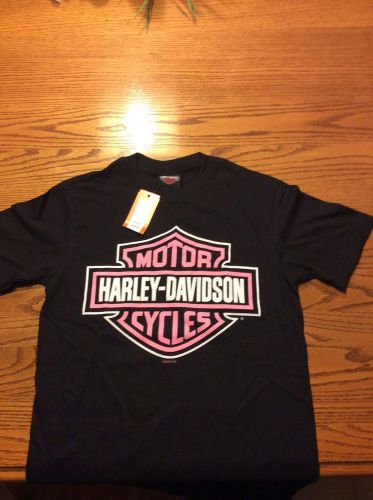 MOTOR
HARLEY-DAVIDSON
CYCLES
®